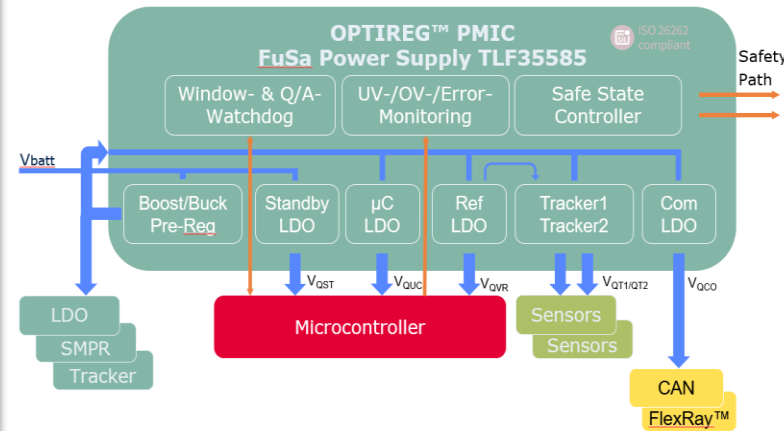 OPTIREG™ PMIC
FuSa Power Supply TLF35585
ISO 26262
compliant
Safety
Path
Window- & Q/A-
Watchdog
UV-/OV-/Error-
Monitoring
Safe State
Controller
Vbatt
Boost/Buck
Pre-Reg
Standby
LDO
µC
LDO
Ref
LDO
Tracker1
Tracker2
Com
LDO
VQST
VQUC
VQVR
VQT1/QT2
VQCO
LDO
SMPR
Tracker
Microcontroller
Sensors
Sensors
CAN
FlexRay™